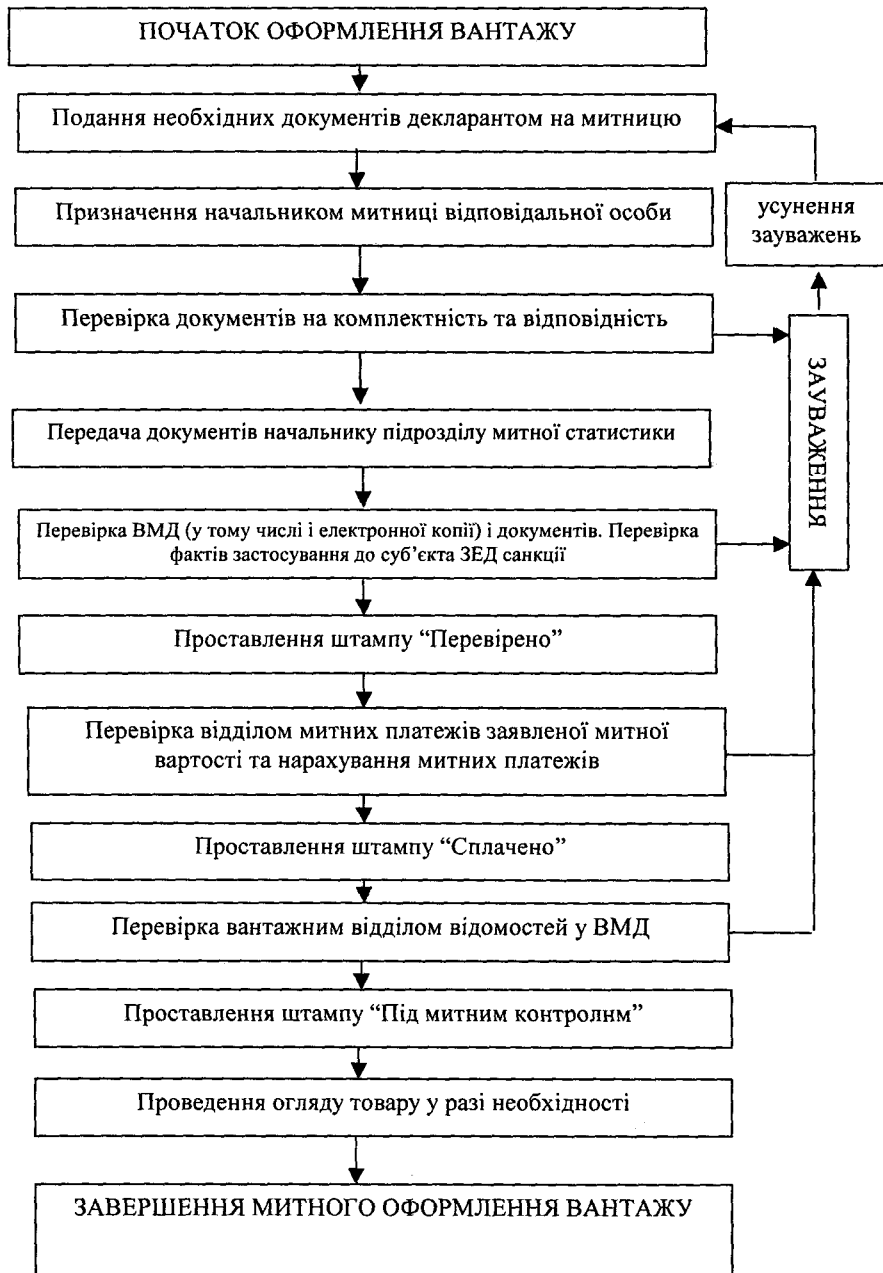 ПОЧАТОК ОФОРМЛЕННЯ ВАНТАЖУ
Подання необхідних документів декларантом на митницю
Призначення начальником митниці відповідальної особи
усунення
зауважень
Перевірка документів на комплектність та відповідність
ЗАУВАЖЕННЯ
Передача документів начальнику підрозділу митної статистики
Перевірка ВМД (у тому числі і електронної копії) і документів. Перевірка
фактів застосування до суб’єкта ЗЕД санкції
Проставлення штампу “Перевірено”
Перевірка відділом митних платежів заявленої митної
вартості та нарахування митних платежів
Проставлення штампу “Сплачено”
Перевірка вантажним відділом відомостей у ВМД
Проставлення штампу “Під митним контролнм”
Проведення огляду товару у разі необхідності
ЗАВЕРШЕННЯ МИТНОГО ОФОРМЛЕННЯ ВАНТАЖУ